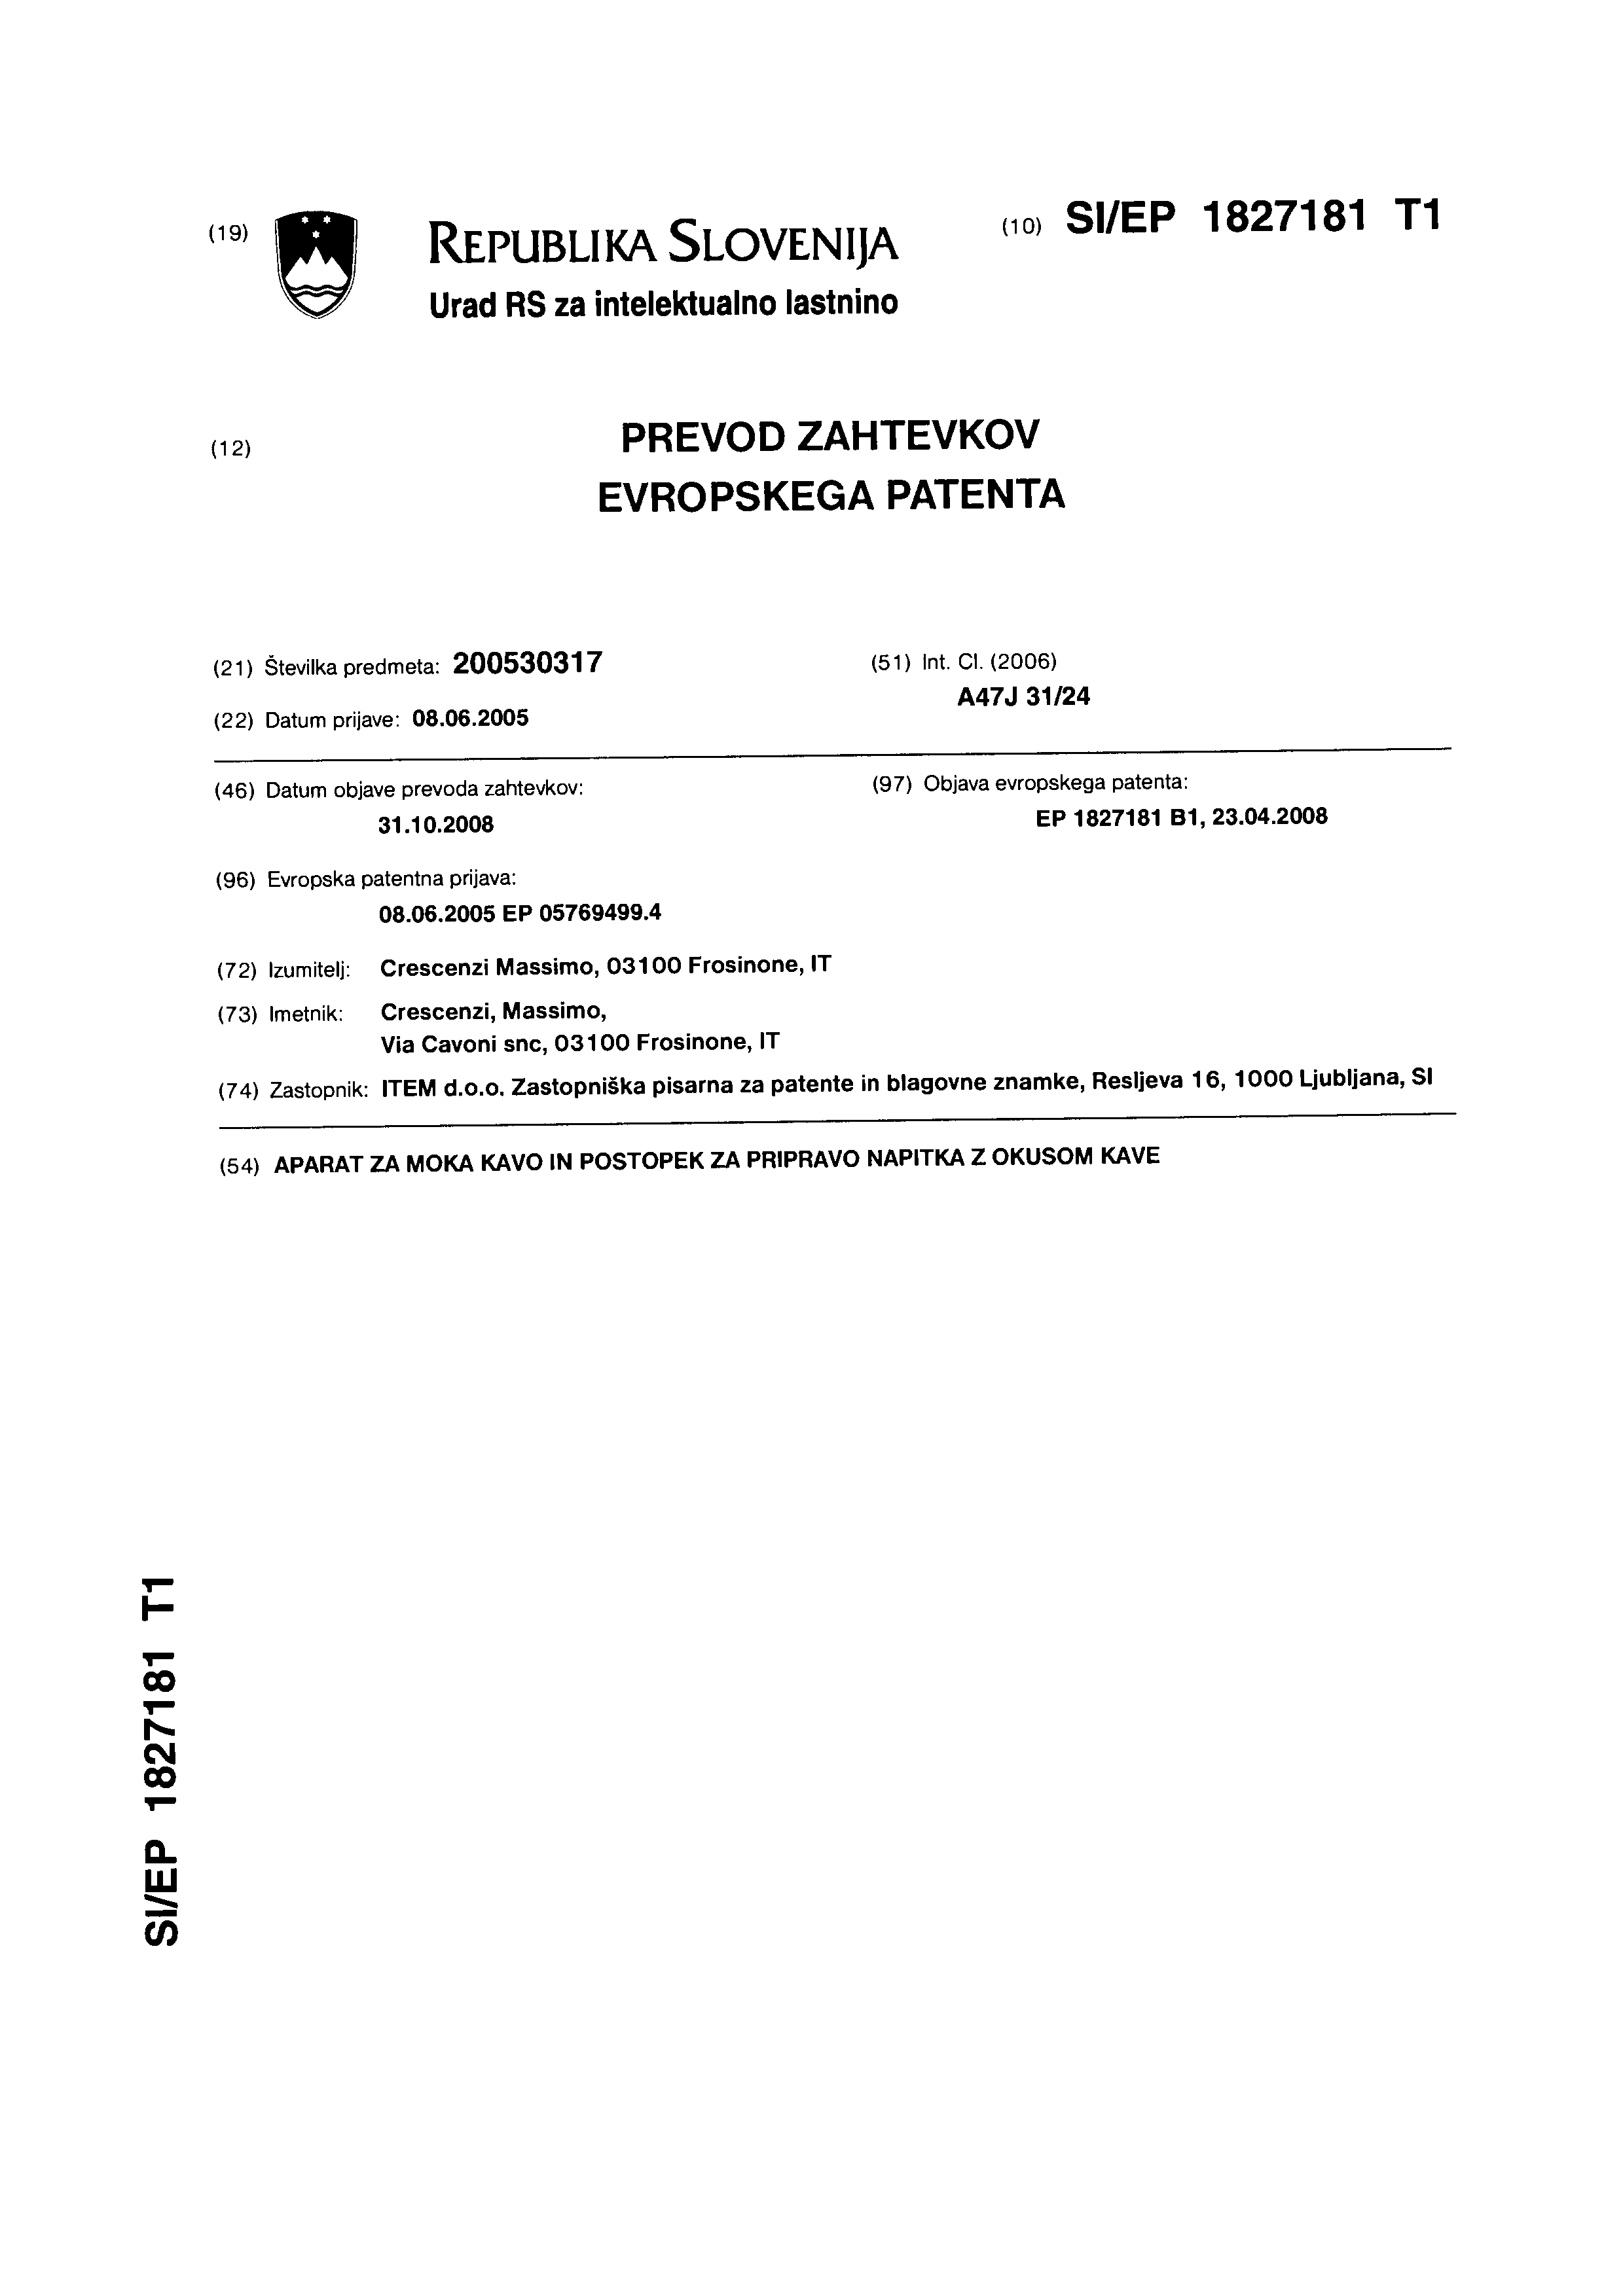 (19)
REPUBLIKA SLOVENIJA
Urad RS za intelektualno lastnino
(10) SI/EP 1827181 T1
(12)
PREVOD ZAHTEVKOV
EVROPSKEGA PATENTA
(21) Številka predmeta: 200530317
(22) Datum prijave: 08.06.2005
(51) Int. Cl. (2006)
A47J 31/24
(46) Datum objave prevoda zahtevkov:
31.10.2008
(97) Objava evropskega patenta:
EP 1827181 B1, 23.04.2008
(96) Evropska patentna prijava:
08.06.2005 EP 05769499.4
(72) Izumitelj: Crescenzi Massimo, 03100 Frosinone, IT
(73) Imetnik: Crescenzi, Massimo,
Via Cavoni snc, 03100 Frosinone, IT
(74) Zastopnik: ITEM d.o.o. Zastopniška pisarna za patente in blagovne znamke, Resljeva 16, 1000 Ljubljana, SI
(54) APARAT ZA MOKA KAVO IN POSTOPEK ZA PRIPRAVO NAPITKA Z OKUSOM KAVE
SI/EP 1827181 T1